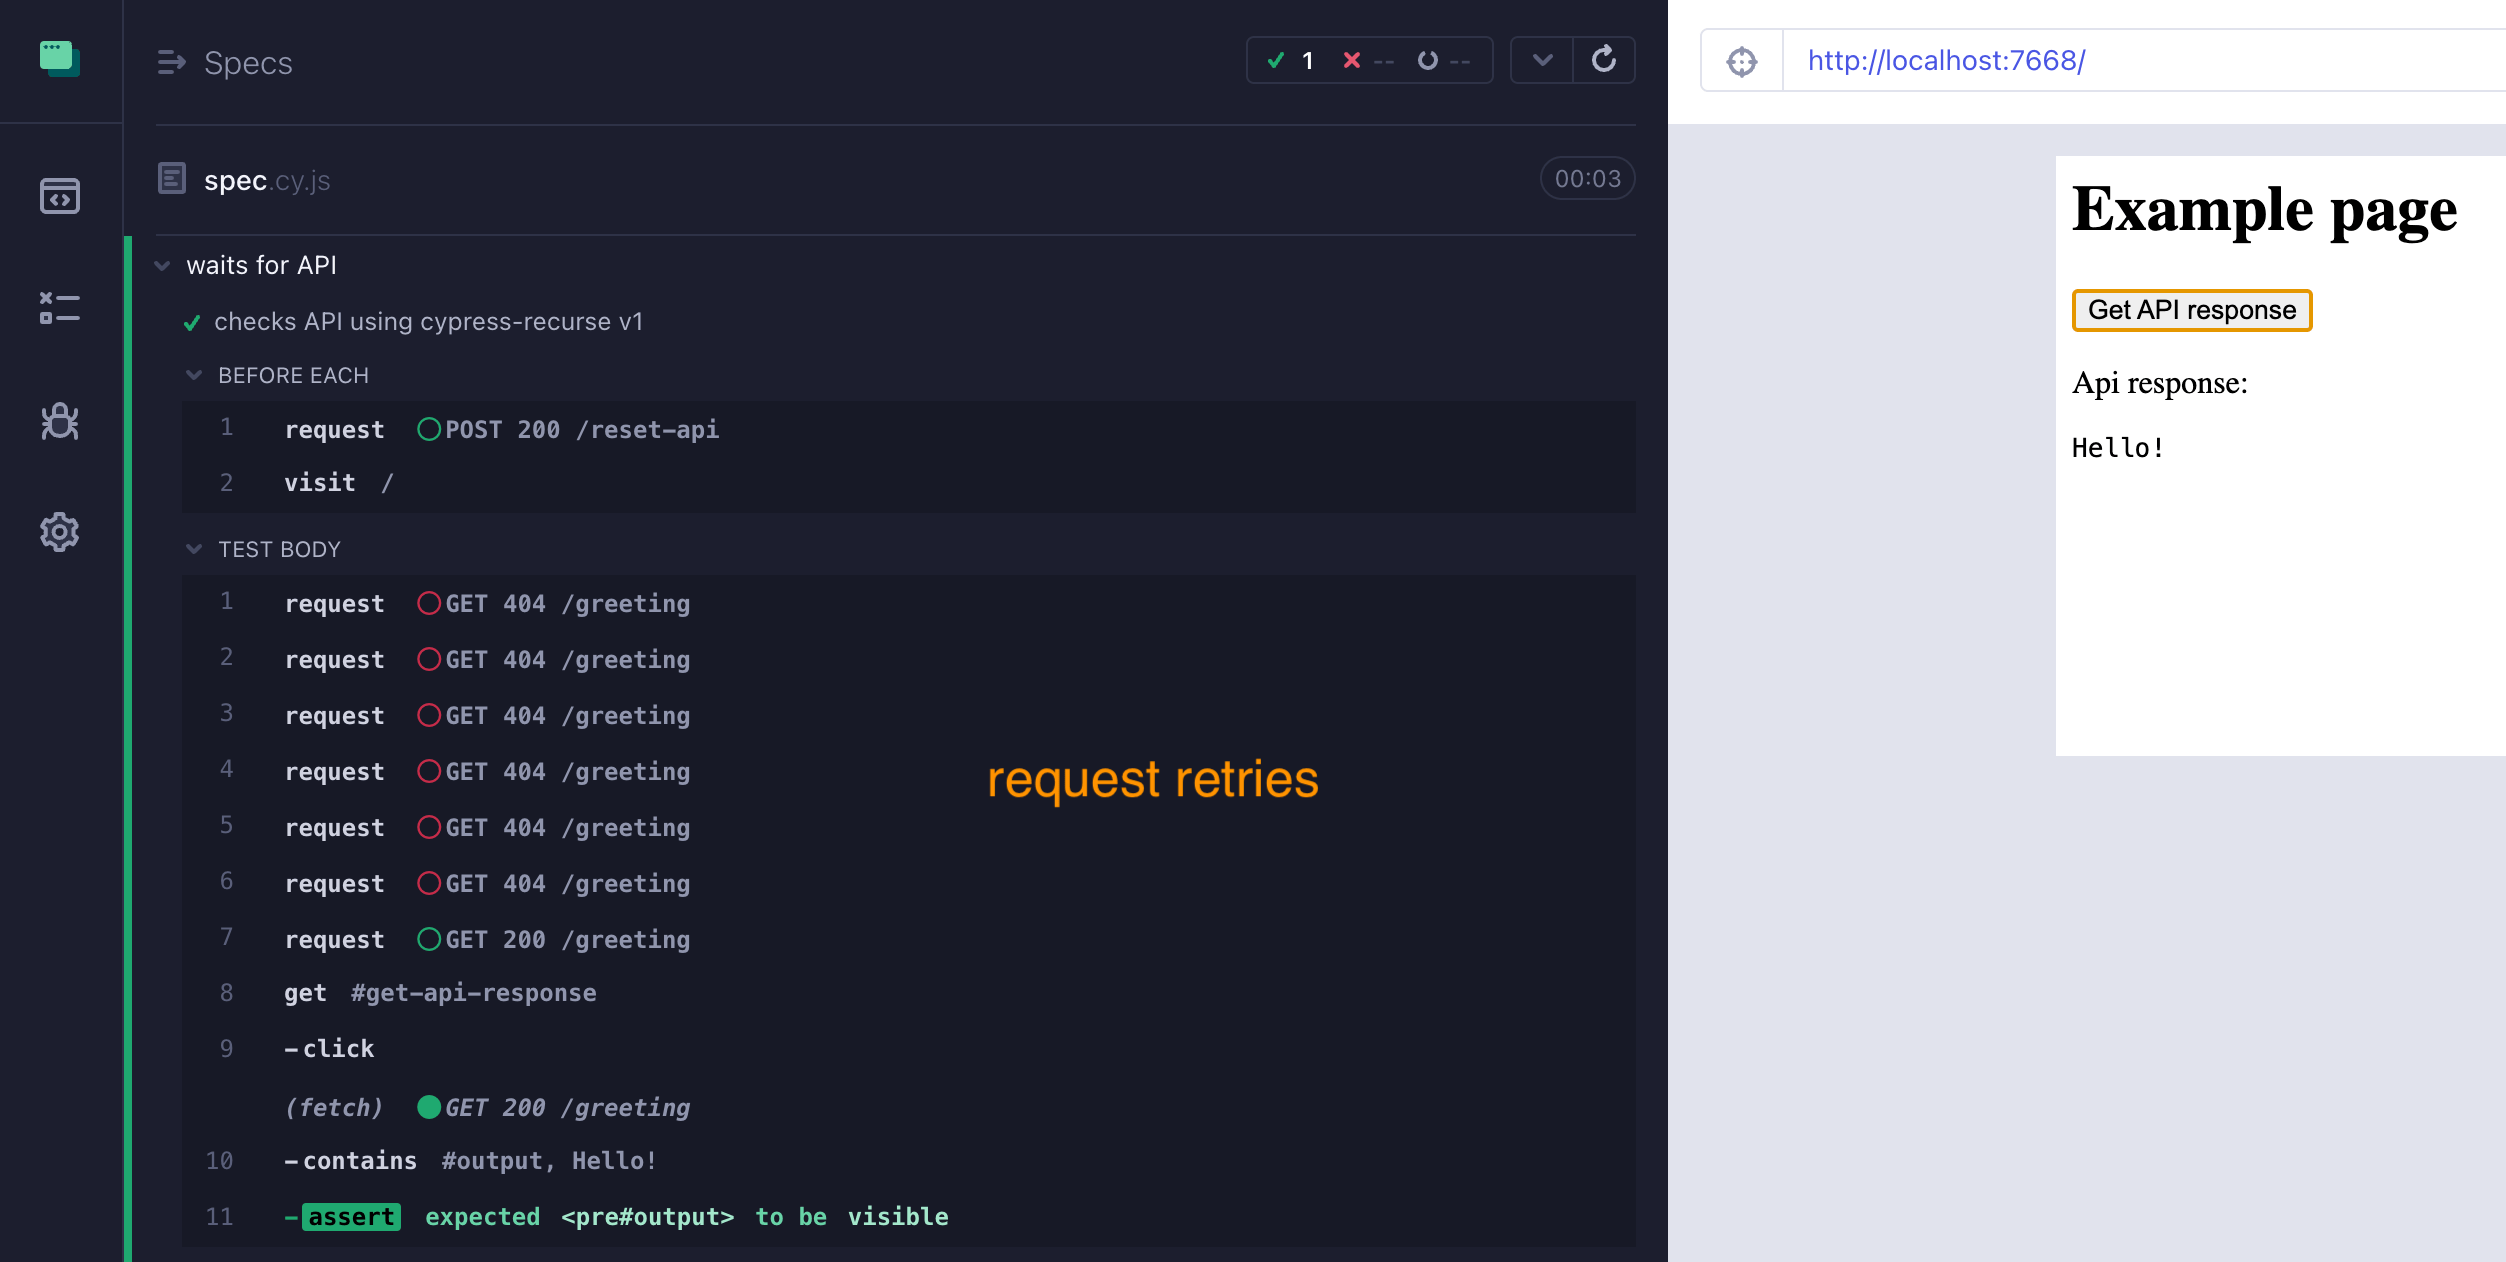 Specs
1 -- --
http://localhost:7668/
spec.cy.js
00:03
waits for API
checks API using cypress-recurse v1
BEFORE EACH
1 request POST 200 /reset-api
2 visit /
TEST BODY
1 request GET 404 /greeting
2 request GET 404 /greeting
3 request GET 404 /greeting
4 request GET 404 /greeting
5 request GET 404 /greeting
6 request GET 404 /greeting
7 request GET 200 /greeting
8 get #get-api-response
9 -click
(fetch) GET 200 /greeting
10 -contains #output, Hello!
11 -assert expected <pre#output> to be visible
request retries
Example page
Get API response
Api response:
Hello!